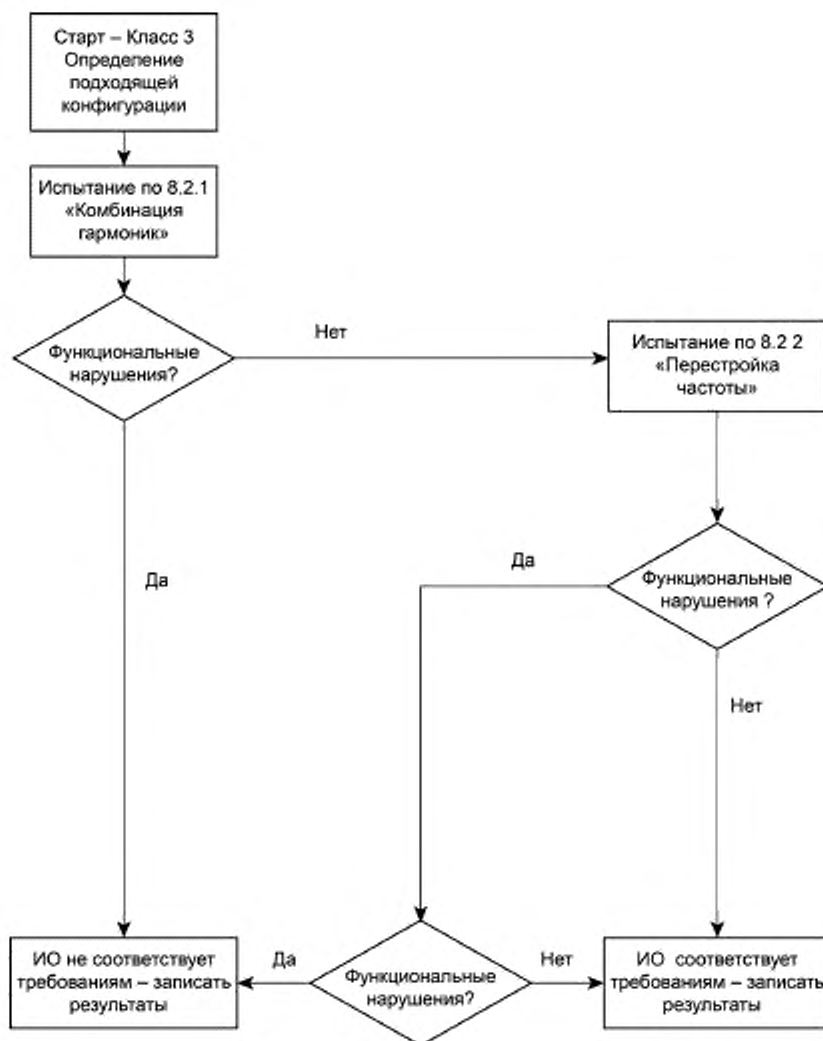 Старт – Класс 3
Определение
подходящей
конфигурации
Испытание по 8.2.1
«Комбинация
гармоник»
Функциональные
нарушения?
Нет
Испытание по 8.2 2
«Перестройка
частоты»
Да
Да
Функциональные
нарушения ?
Нет
ИО не соответствует
требованиям – записать
результаты
Да
Функциональные
нарушения?
Нет
ИО соответствует
требованиям – записать
результаты